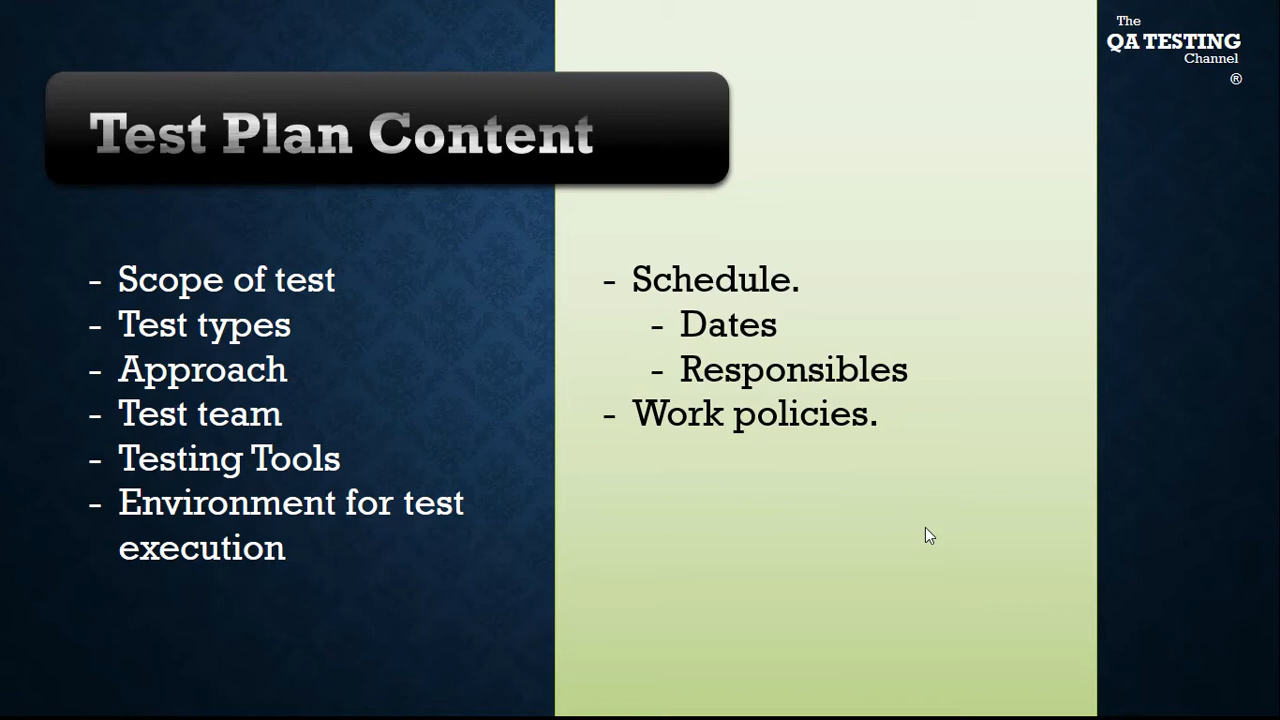 The
QA TESTING
Channel
®
Test Plan Content
- Scope of test
- Test types
- Approach
- Test team
- Testing Tools
- Environment for test
execution
- Schedule.
- Dates
- Responsibles
- Work policies.